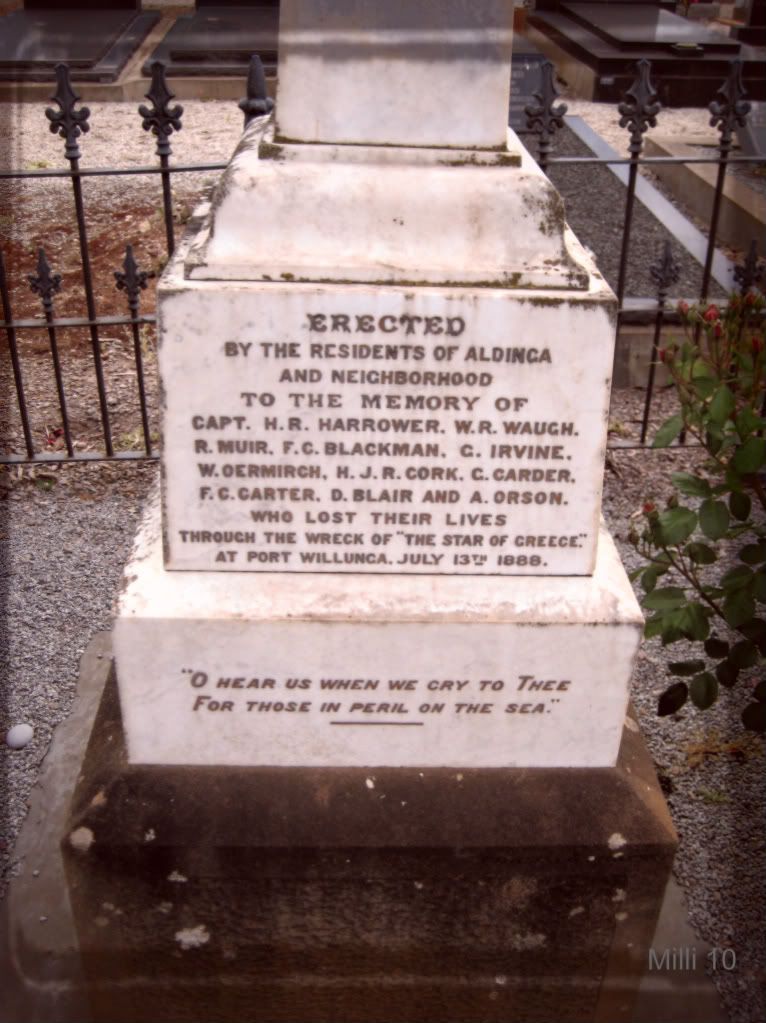 ERECTED
BY THE RESIDENTS OF ALDINGA
AND NEIGHBORHOOD
TO THE MEMORY OF
CAPT. H. R. HARROWER. W. R. WAUGH.
R. MUIR, F. C. BLACKMAN, G. IRVINE,
W. OERMIRCH, H. J. R. CORK, C. CARDER,
F. C. CARTER, D. BLAIR AND A. ORSON.
WHO LOST THEIR LIVES
THROUGH THE WRECK OF "THE STAR OF GREECE."
AT PORT WILLUNGA. JULY 13TH 1888.
"O HEAR US WHEN WE CRY TO THEE
FOR THOSE IN PERIL ON THE SEA."
Milli 10